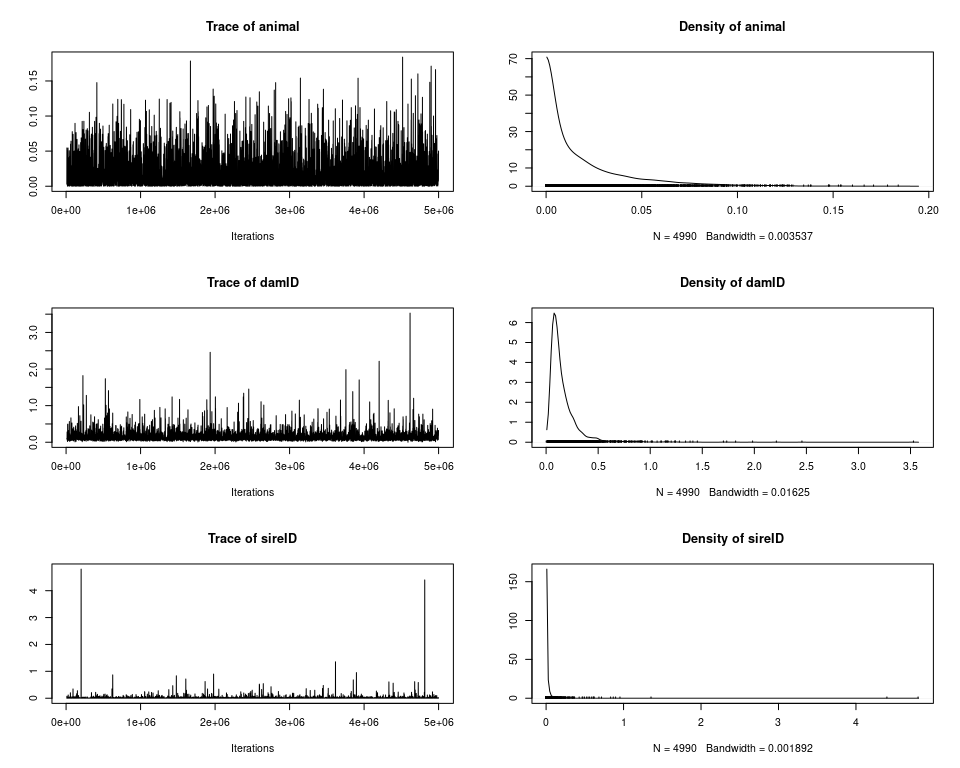 Trace of animal
0.00 0.05 0.10 0.15
0e+00 1e+06 2e+06 3e+06 4e+06 5e+06
Iterations
Density of animal
0 10 30 50 70
0.00 0.05 0.10 0.15 0.20
N = 4990 Bandwidth = 0.003537
Trace of damID
0.0 1.0 2.0 3.0
0e+00 1e+06 2e+06 3e+06 4e+06 5e+06
Iterations
Density of damID
0 1 2 3 4 5 6
0.0 0.5 1.0 1.5 2.0 2.5 3.0 3.5
N = 4990 Bandwidth = 0.01625
Trace of sireID
0 1 2 3 4
0e+00 1e+06 2e+06 3e+06 4e+06 5e+06
Iterations
Density of sireID
0 50 100 150
0 1 2 3 4
N = 4990 Bandwidth = 0.001892